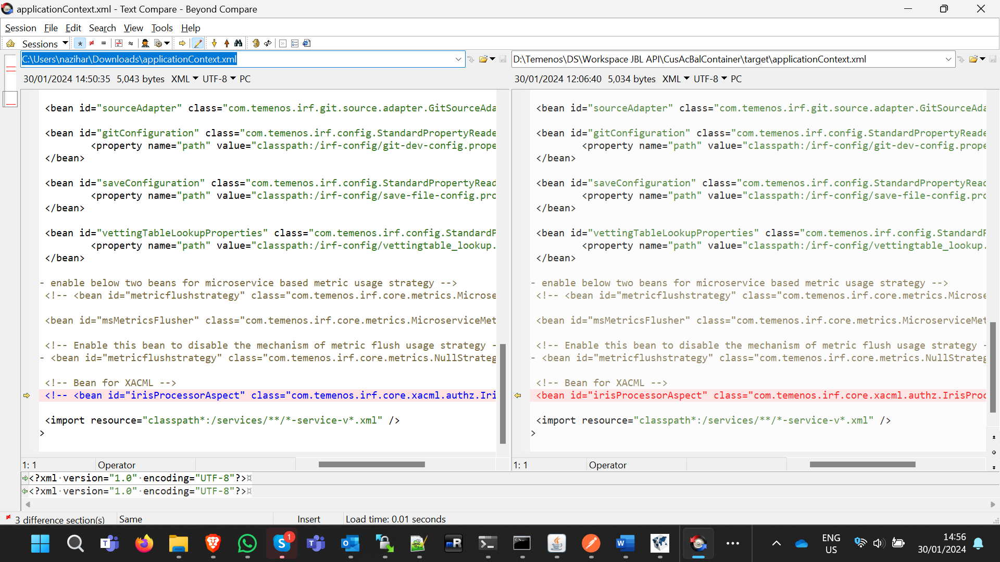 applicationContext.xml - Text Compare - Beyond Compare
Session File Edit Search View Tools Help
Sessions
C:\Users\nazihar\Downloads\applicationContext.xml
D:\Temenos\DS\Workspace JBL API\CusAcBalContainer\target\applicationContext.xml
30/01/2024 14:50:35 5,043 bytes XML UTF-8 PC
30/01/2024 12:06:40 5,034 bytes XML UTF-8 PC
<bean id="sourceAdapter" class="com.temenos.irf.git.source.adapter.GitSourceAda
<bean id="gitConfiguration" class="com.temenos.irf.config.StandardPropertyReade
<property name="path" value="classpath:/irf-config/git-dev-config.prope
</bean>
<bean id="saveConfiguration" class="com.temenos.irf.config.StandardPropertyRead
<property name="path" value="classpath:/irf-config/save-file-config.pro
</bean>
<bean id="vettingTableLookupProperties" class="com.temenos.irf.config.StandardP
<property name="path" value="classpath:/irf-config/vettingtable_lookup.
</bean>
- enable below two beans for microservice based metric usage strategy -->
<!-- <bean id="metricflushstrategy" class="com.temenos.irf.core.metrics.Microse
<bean id="msMetricsFlusher" class="com.temenos.irf.core.metrics.MicroserviceMet
<!-- Enable this bean to disable the mechanism of metric flush usage strategy -
- <bean id="metricflushstrategy" class="com.temenos.irf.core.metrics.NullStrateg
<!-- Bean for XACML -->
<!-- <bean id="irisProcessorAspect" class="com.temenos.irf.core.xacml.authz.Iri
<import resource="classpath*:/services/**/*-service-v*.xml" />
>
1: 1 Operator
<bean id="sourceAdapter" class="com.temenos.irf.git.source.adapter.GitSourceAda
<bean id="gitConfiguration" class="com.temenos.irf.config.StandardPropertyReade
<property name="path" value="classpath:/irf-config/git-dev-config.prope
</bean>
<bean id="saveConfiguration" class="com.temenos.irf.config.StandardPropertyRead
<property name="path" value="classpath:/irf-config/save-file-config.pro
</bean>
<bean id="vettingTableLookupProperties" class="com.temenos.irf.config.StandardP
<property name="path" value="classpath:/irf-config/vettingtable_lookup.
</bean>
- enable below two beans for microservice based metric usage strategy -->
<!-- <bean id="metricflushstrategy" class="com.temenos.irf.core.metrics.Microse
<bean id="msMetricsFlusher" class="com.temenos.irf.core.metrics.MicroserviceMet
<!-- Enable this bean to disable the mechanism of metric flush usage strategy -
- <bean id="metricflushstrategy" class="com.temenos.irf.core.metrics.NullStrateg
<!-- Bean for XACML -->
<bean id="irisProcessorAspect" class="com.temenos.irf.core.xacml.authz.IrisProc
<import resource="classpath*:/services/**/*-service-v*.xml" />
>
1: 1 Operator
<?xml·version="1.0"·encoding="UTF-8"?>¤
<?xml·version="1.0"·encoding="UTF-8"?>¤
3 difference section(s) Same Insert Load time: 0.01 seconds
1
ENG
US
14:56
30/01/2024